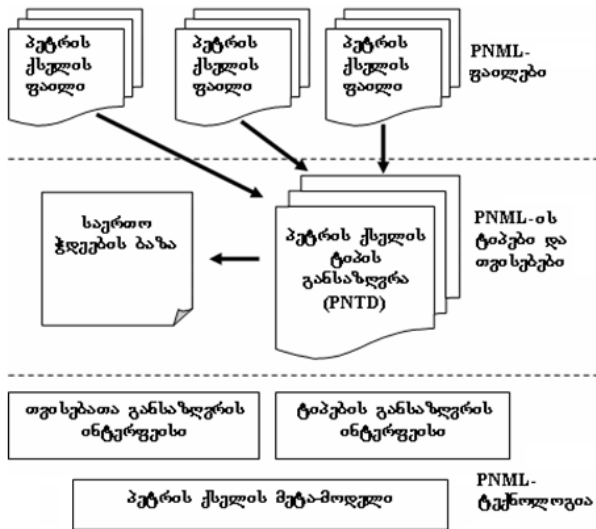 პეტრის
ქსელის
ფაილი
პეტრის
ქსელის
ფაილი
პეტრის
ქსელის
ფაილი
PNML-
ფაილები
საერთო
ჭდეების ბაზა
პეტრის ქსელის
ტიპის
განსაზღვრა
(PNTD)
PNML-ის
ტიპები და
თვისებები
თვისებათა განსაზღვრის
ინტერფეისი
ტიპების განსაზღვრის
ინტერფეისი
პეტრის ქსელის მეტა-მოდელი
PNML-
ტექნოლოგია